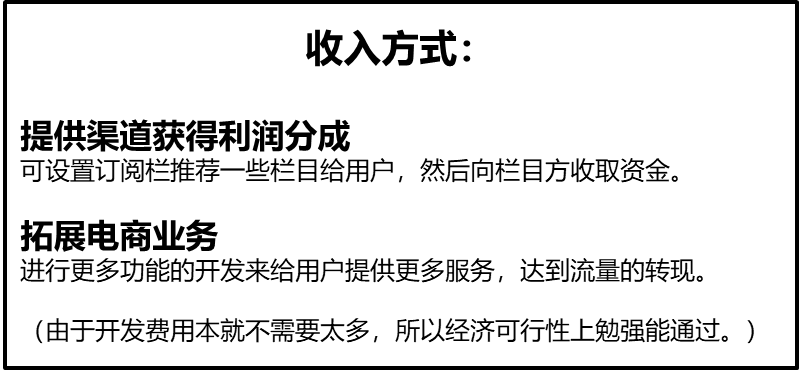 收入方式：
提供渠道获得利润分成
可设置订阅栏推荐一些栏目给用户，然后向栏目方收取资金。
拓展电商业务
进行更多功能的开发来给用户提供更多服务，达到流量的转现。
（由于开发费用本就不需要太多，所以经济可行性上勉强能通过。）